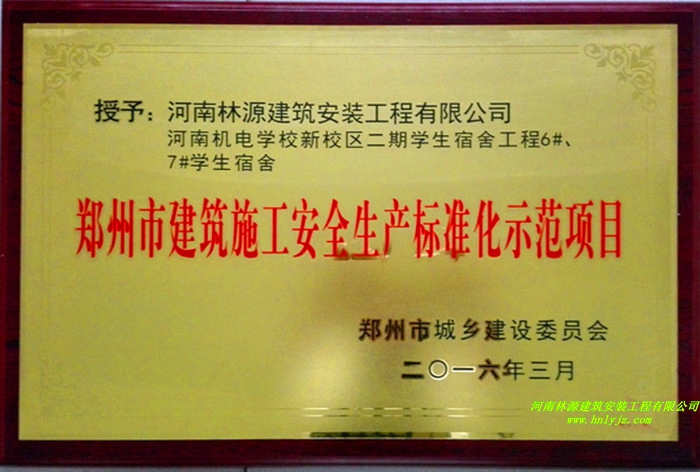 授予：河南林源建筑安装工程有限公司
河南机电学校新校区二期学生宿舍工程6#、
7#学生宿舍
郑州市建筑施工安全生产标准化示范项目
郑州市城乡建设委员会
二〇一六年三月
河南林源建筑安装工程有限公司
www.hnlyjz.com